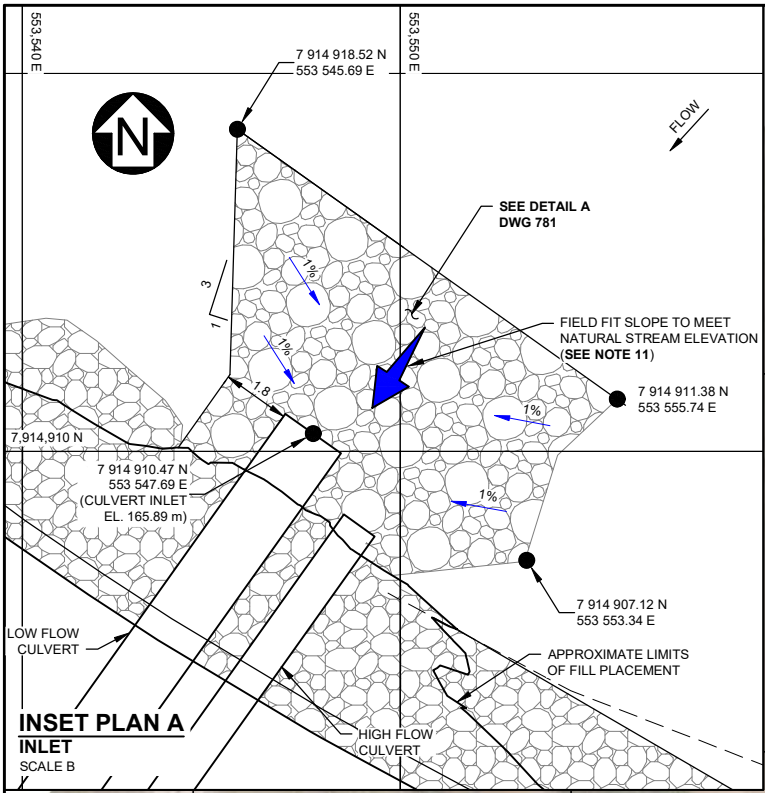 553,540 E
553,550 E
7 914 918.52 N
553 545.69 E
N
FLOW
SEE DETAIL A
DWG 781
1%
3
1
1%
FIELD FIT SLOPE TO MEET
NATURAL STREAM ELEVATION
(SEE NOTE 11)
1.8
7 914 911.38 N
553 555.74 E
1%
7,914,910 N
7 914 910.47 N
553 547.69 E
(CULVERT INLET
EL. 165.89 m)
1%
7 914 907.12 N
553 553.34 E
LOW FLOW
CULVERT
APPROXIMATE LIMITS
OF FILL PLACEMENT
INSET PLAN A
INLET
SCALE B
HIGH FLOW
CULVERT